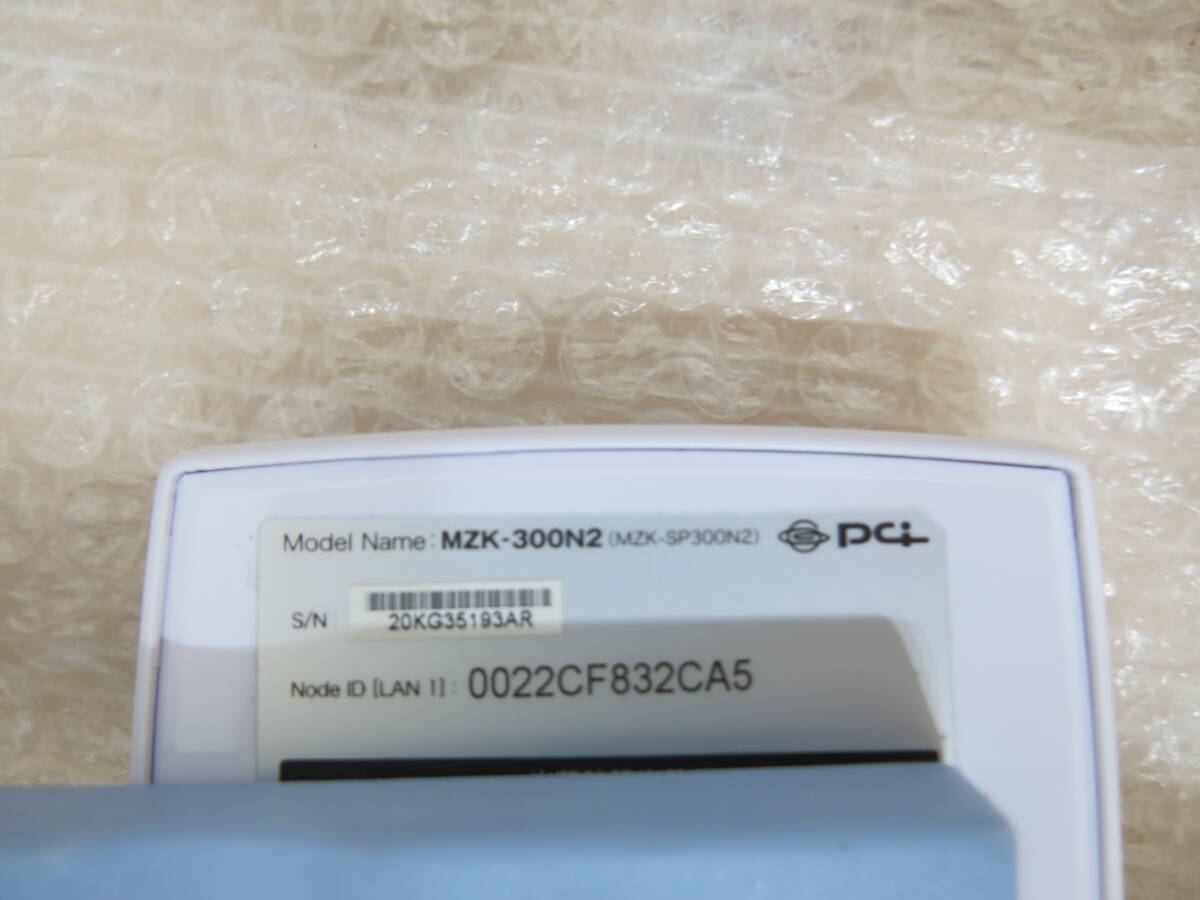 Model Name: MZK-300N2 (MZK-SP300N2) PCi
S/N: 20KG35193AR
Node ID [LAN 1]: 0022CF832CA5